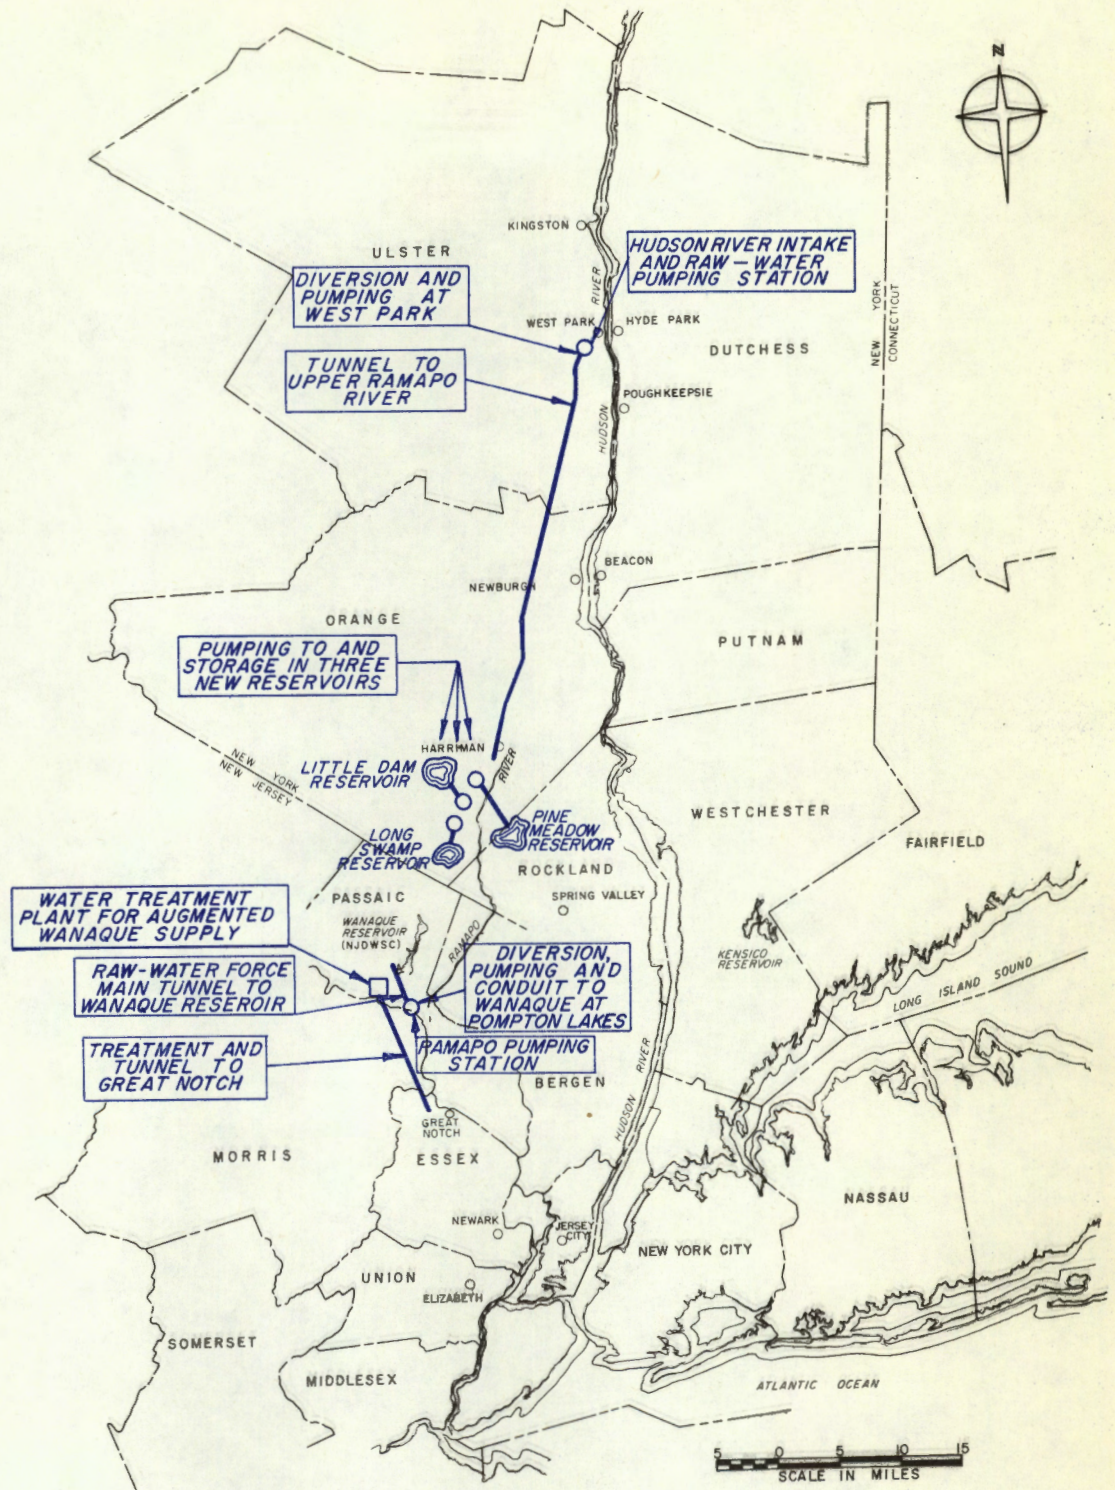 N
KINGSTON
ULSTER
HUDSON RIVER INTAKE
AND RAW-WATER
PUMPING STATION
DIVERSION AND
PUMPING AT
WEST PARK
RIVER
WEST PARK
HYDE PARK
DUTCHESS
NEW YORK
CONNECTICUT
TUNNEL TO
UPPER RAMAPO
RIVER
POUGHKEEPSIE
HUDSON
BEACON
NEWBURGH
ORANGE
PUTNAM
PUMPING TO AND
STORAGE IN THREE
NEW RESERVOIRS
HARRIMAN
RIVER
NEW YORK
NEW JERSEY
LITTLE DAM
RESERVOIR
WESTCHESTER
PINE
MEADOW
RESERVOIR
LONG
SWAMP
RESERVOIR
FAIRFIELD
ROCKLAND
PASSAIC
SPRING VALLEY
WATER TREATMENT
PLANT FOR AUGMENTED
WANAQUE SUPPLY
WANAQUE
RESERVOIR
(NJDWSC)
RAMAPO
KENSICO
RESERVOIR
RAW-WATER FORCE
MAIN TUNNEL TO
WANAQUE RESEROIR
DIVERSION,
PUMPING AND
CONDUIT TO
WANAQUE AT
POMPTON LAKES
LONG ISLAND SOUND
TREATMENT AND
TUNNEL TO
GREAT NOTCH
RAMAPO PUMPING
STATION
BERGEN
HUDSON RIVER
GREAT
NOTCH
MORRIS
ESSEX
NASSAU
NEWARK
JERSEY
CITY
NEW YORK CITY
UNION
ELIZABETH
SOMERSET
MIDDLESEX
ATLANTIC OCEAN
5 0 5 10 15
SCALE IN MILES